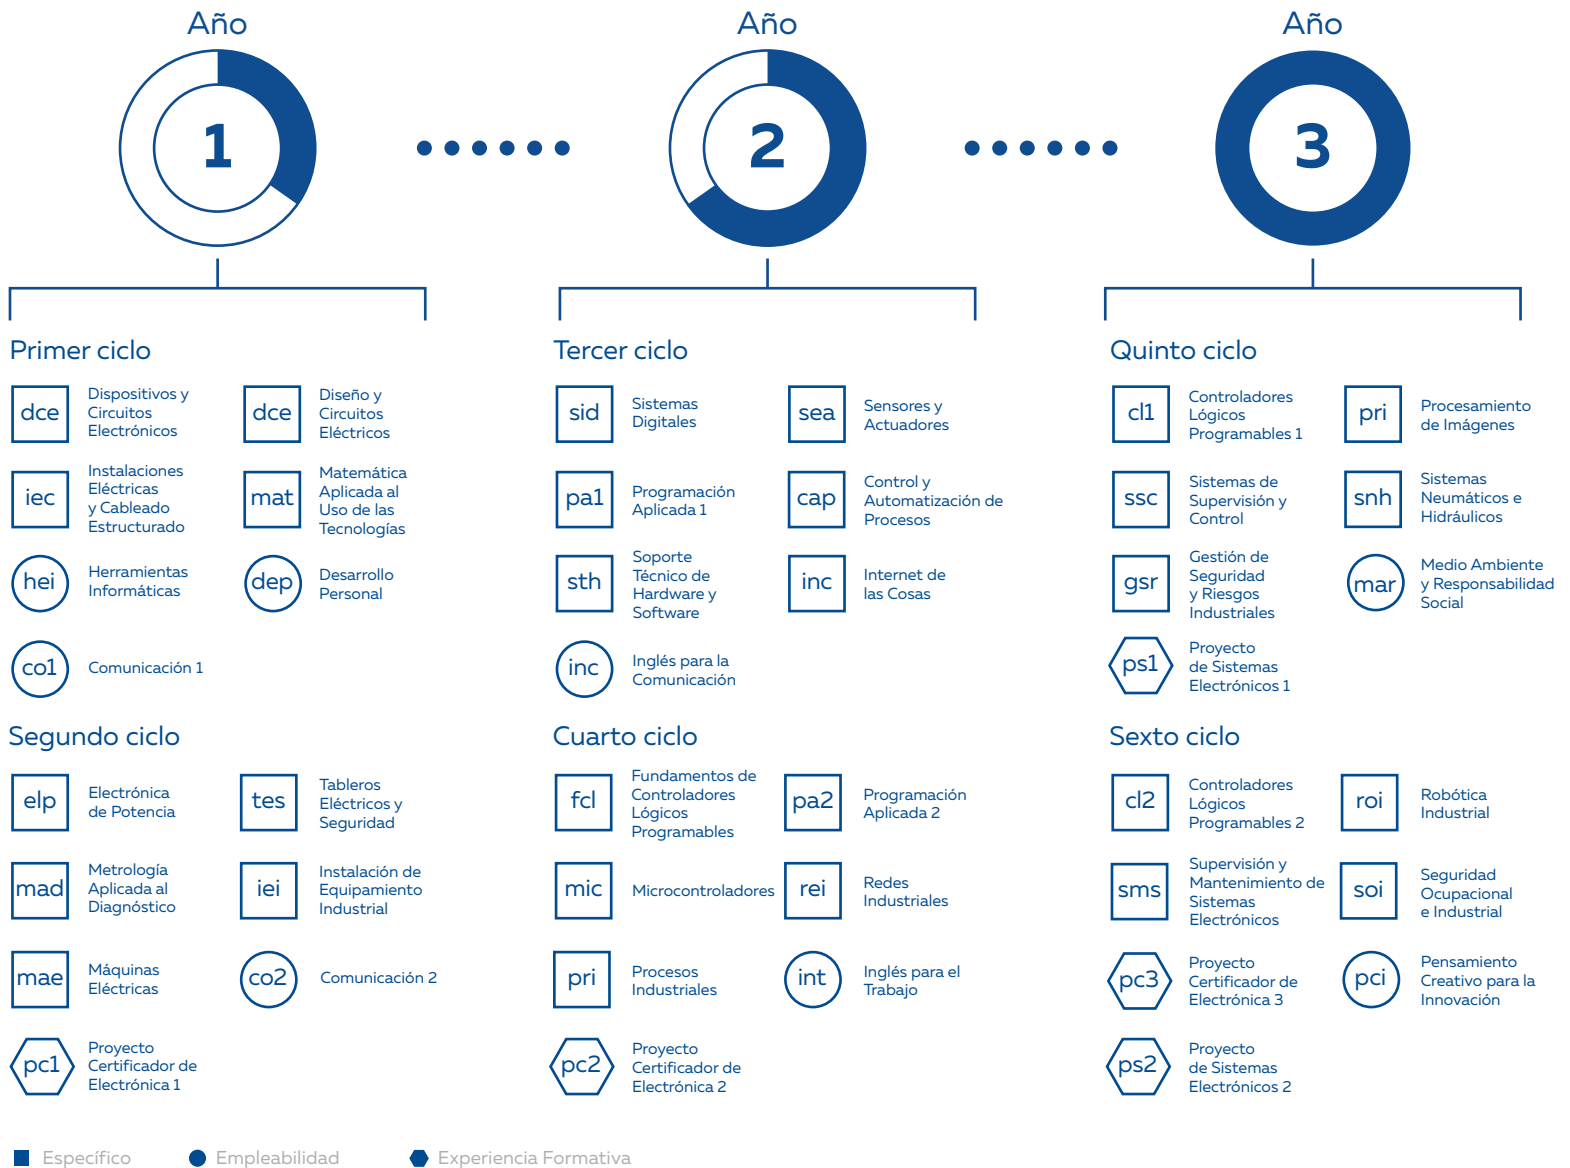 Año
1
Año
2
Año
3
Primer ciclo
dce
Dispositivos y
Circuitos
Electrónicos
dce
Diseño y
Circuitos
Eléctricos
iec
Instalaciones
Eléctricas
y Cableado
Estructurado
mat
Matemática
Aplicada al
Uso de las
Tecnologías
hei
Herramientas
Informáticas
dep
Desarrollo
Personal
co1
Comunicación 1
Segundo ciclo
elp
Electrónica
de Potencia
tes
Tableros
Eléctricos y
Seguridad
mad
Metrología
Aplicada al
Diagnóstico
iei
Instalación de
Equipamiento
Industrial
mae
Máquinas
Eléctricas
co2
Comunicación 2
pc1
Proyecto
Certificador de
Electrónica 1
Tercer ciclo
sid
Sistemas
Digitales
sea
Sensores y
Actuadores
pa1
Programación
Aplicada 1
cap
Control y
Automatización de
Procesos
sth
Soporte
Técnico de
Hardware y
Software
inc
Internet de
las Cosas
inc
Inglés para la
Comunicación
Cuarto ciclo
fcl
Fundamentos de
Controladores
Lógicos
Programables
pa2
Programación
Aplicada 2
mic
Microcontroladores
rei
Redes
Industriales
pri
Procesos
Industriales
int
Inglés para el
Trabajo
pc2
Proyecto
Certificador de
Electrónica 2
Quinto ciclo
cl1
Controladores
Lógicos
Programables 1
pri
Procesamiento
de Imágenes
ssc
Sistemas de
Supervisión y
Control
snh
Sistemas
Neumáticos e
Hidráulicos
gsr
Gestión de
Seguridad
y Riesgos
Industriales
mar
Medio Ambiente
y Responsabilidad
Social
ps1
Proyecto
de Sistemas
Electrónicos 1
Sexto ciclo
cl2
Controladores
Lógicos
Programables 2
roi
Robótica
Industrial
sms
Supervisión y
Mantenimiento de
Sistemas
Electrónicos
soi
Seguridad
Ocupacional
e Industrial
pc3
Proyecto
Certificador de
Electrónica 3
pci
Pensamiento
Creativo para la
Innovación
ps2
Proyecto
de Sistemas
Electrónicos 2
Específico
Empleabilidad
Experiencia Formativa